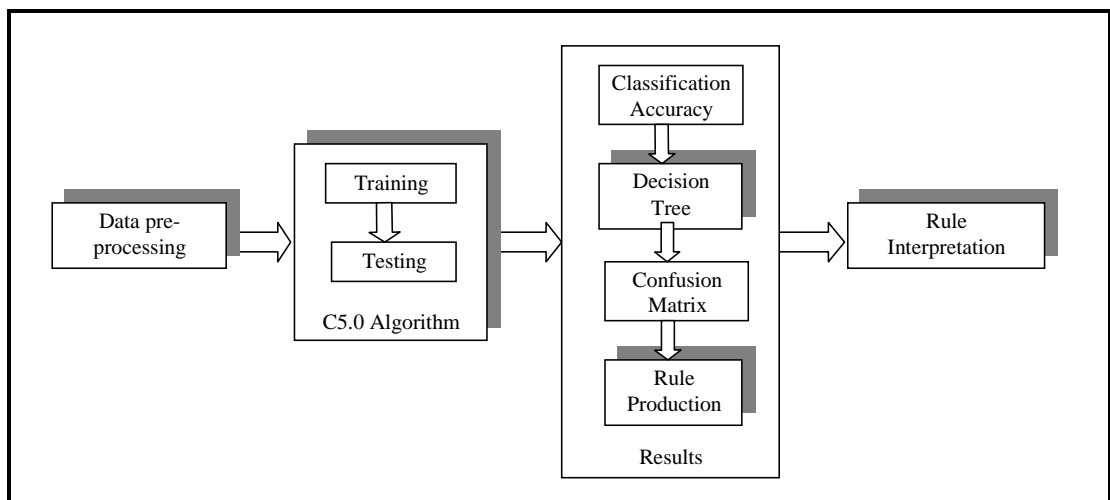 Data pre-
processing
Training
Testing
C5.0 Algorithm
Classification
Accuracy
Decision
Tree
Confusion
Matrix
Rule
Production
Results
Rule
Interpretation